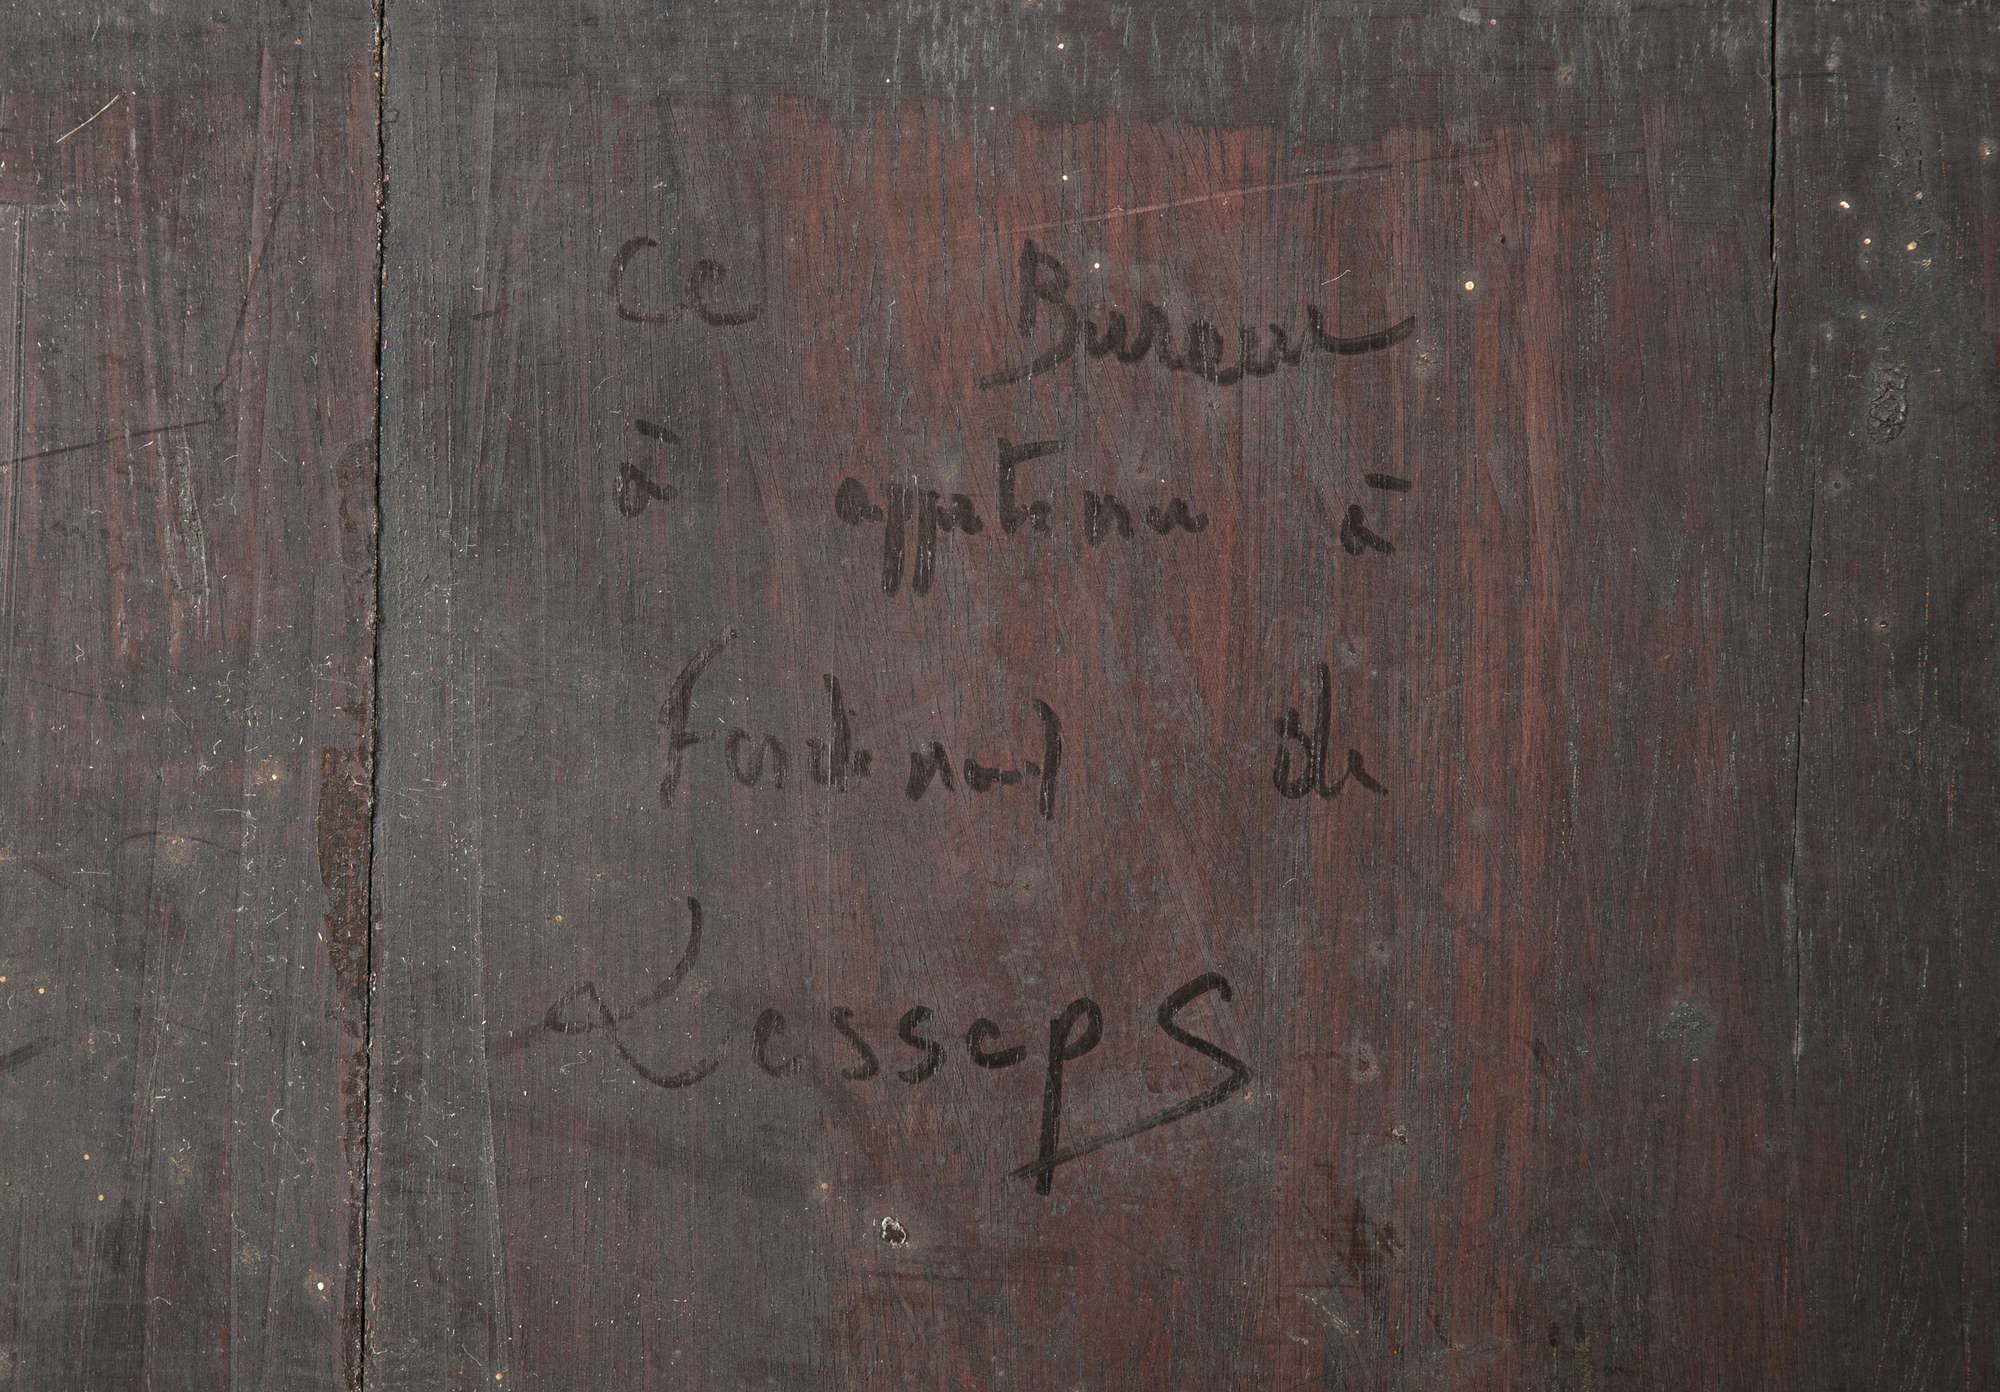 Ce Bureau
à appartenu à
Ferdinand de
Lesseps